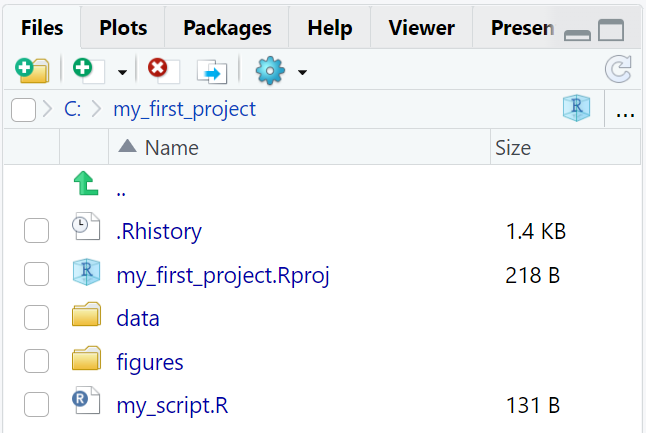 Files Plots Packages Help Viewer Presen
C: my_first_project R ...
Name Size
..
.Rhistory 1.4 KB
R my_first_project.Rproj 218 B
data
figures
R my_script.R 131 B